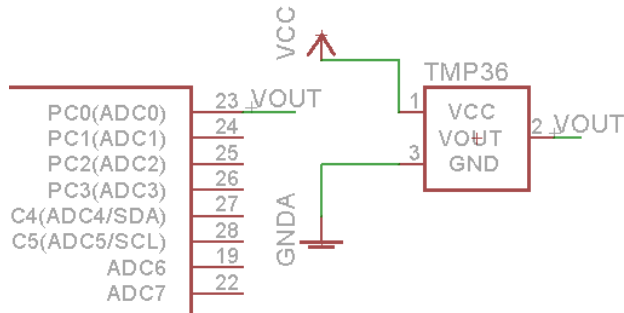 VCC
TMP36
23 VOUT
PC0(ADC0)
1
VCC
24
PC1(ADC1)
VOUT
2 VOUT
25
PC2(ADC2)
3
GND
26
PC3(ADC3)
27
C4(ADC4/SDA)
28
C5(ADC5/SCL)
GNDA
19
ADC6
22
ADC7